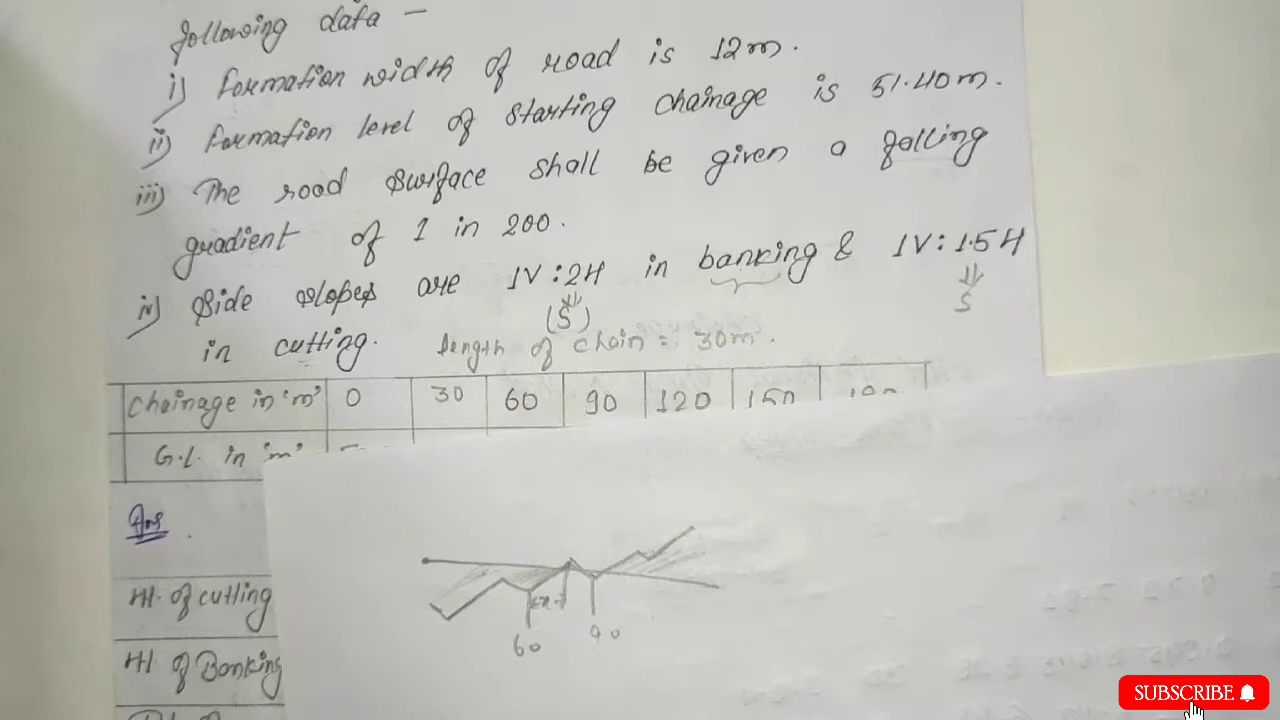 following data -
i) Formation width of road is 12m.
ii) Formation level of starting chainage is 51.40m.
iii) The road surface shall be given a falling
gradient of 1 in 200.
iv) Side slopes are 1V:2H in banking & 1V:1.5H
(S) S
in cutting. length of chain = 30m.
Chainage in 'm' 0 30 60 90 120 150
G.L. in 'm'
Ans
Ht. of cutting
Ht. of Banking
x
60 90
SUBSCRIBE